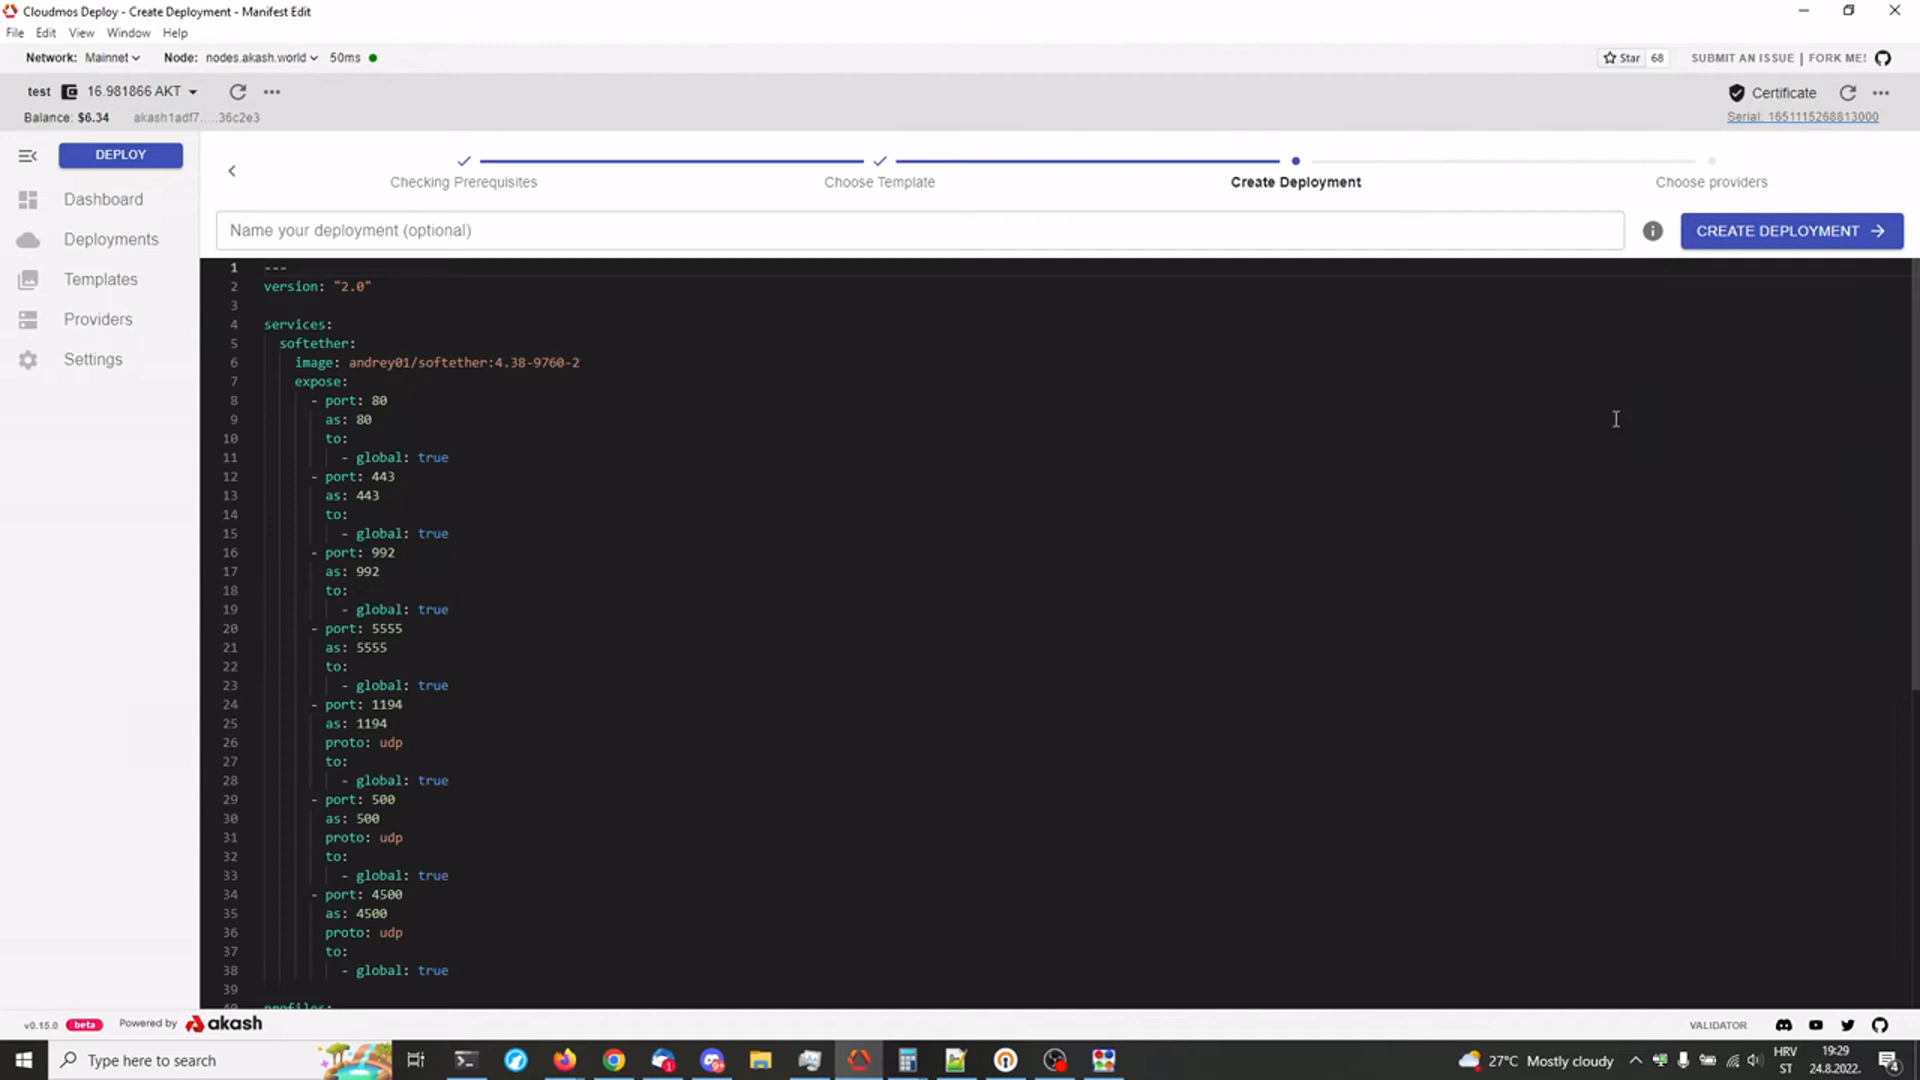 Cloudmos Deploy - Create Deployment - Manifest Edit
File Edit View Window Help
Network: Mainnet Node: nodes.akash.world 50ms
Star 68 SUBMIT AN ISSUE | FORK ME!
test 16.981866 AKT
Certificate
Balance: $6.34 akash1adf7.....36c2e3
Serial: 1651115268813000
DEPLOY
Dashboard
Deployments
Templates
Providers
Settings
Checking Prerequisites
Choose Template
Create Deployment
Choose providers
Name your deployment (optional)
CREATE DEPLOYMENT
1 ---
2 version: "2.0"
3
4 services:
5 softether:
6 image: andrey01/softether:4.38-9760-2
7 expose:
8 - port: 80
9 as: 80
10 to:
11 - global: true
12 - port: 443
13 as: 443
14 to:
15 - global: true
16 - port: 992
17 as: 992
18 to:
19 - global: true
20 - port: 5555
21 as: 5555
22 to:
23 - global: true
24 - port: 1194
25 as: 1194
26 proto: udp
27 to:
28 - global: true
29 - port: 500
30 as: 500
31 proto: udp
32 to:
33 - global: true
34 - port: 4500
35 as: 4500
36 proto: udp
37 to:
38 - global: true
39
40 profiles:
v0.15.0 beta Powered by akash
VALIDATOR
Type here to search
27°C Mostly cloudy
HRV
ST
19:29
24.8.2022.
4